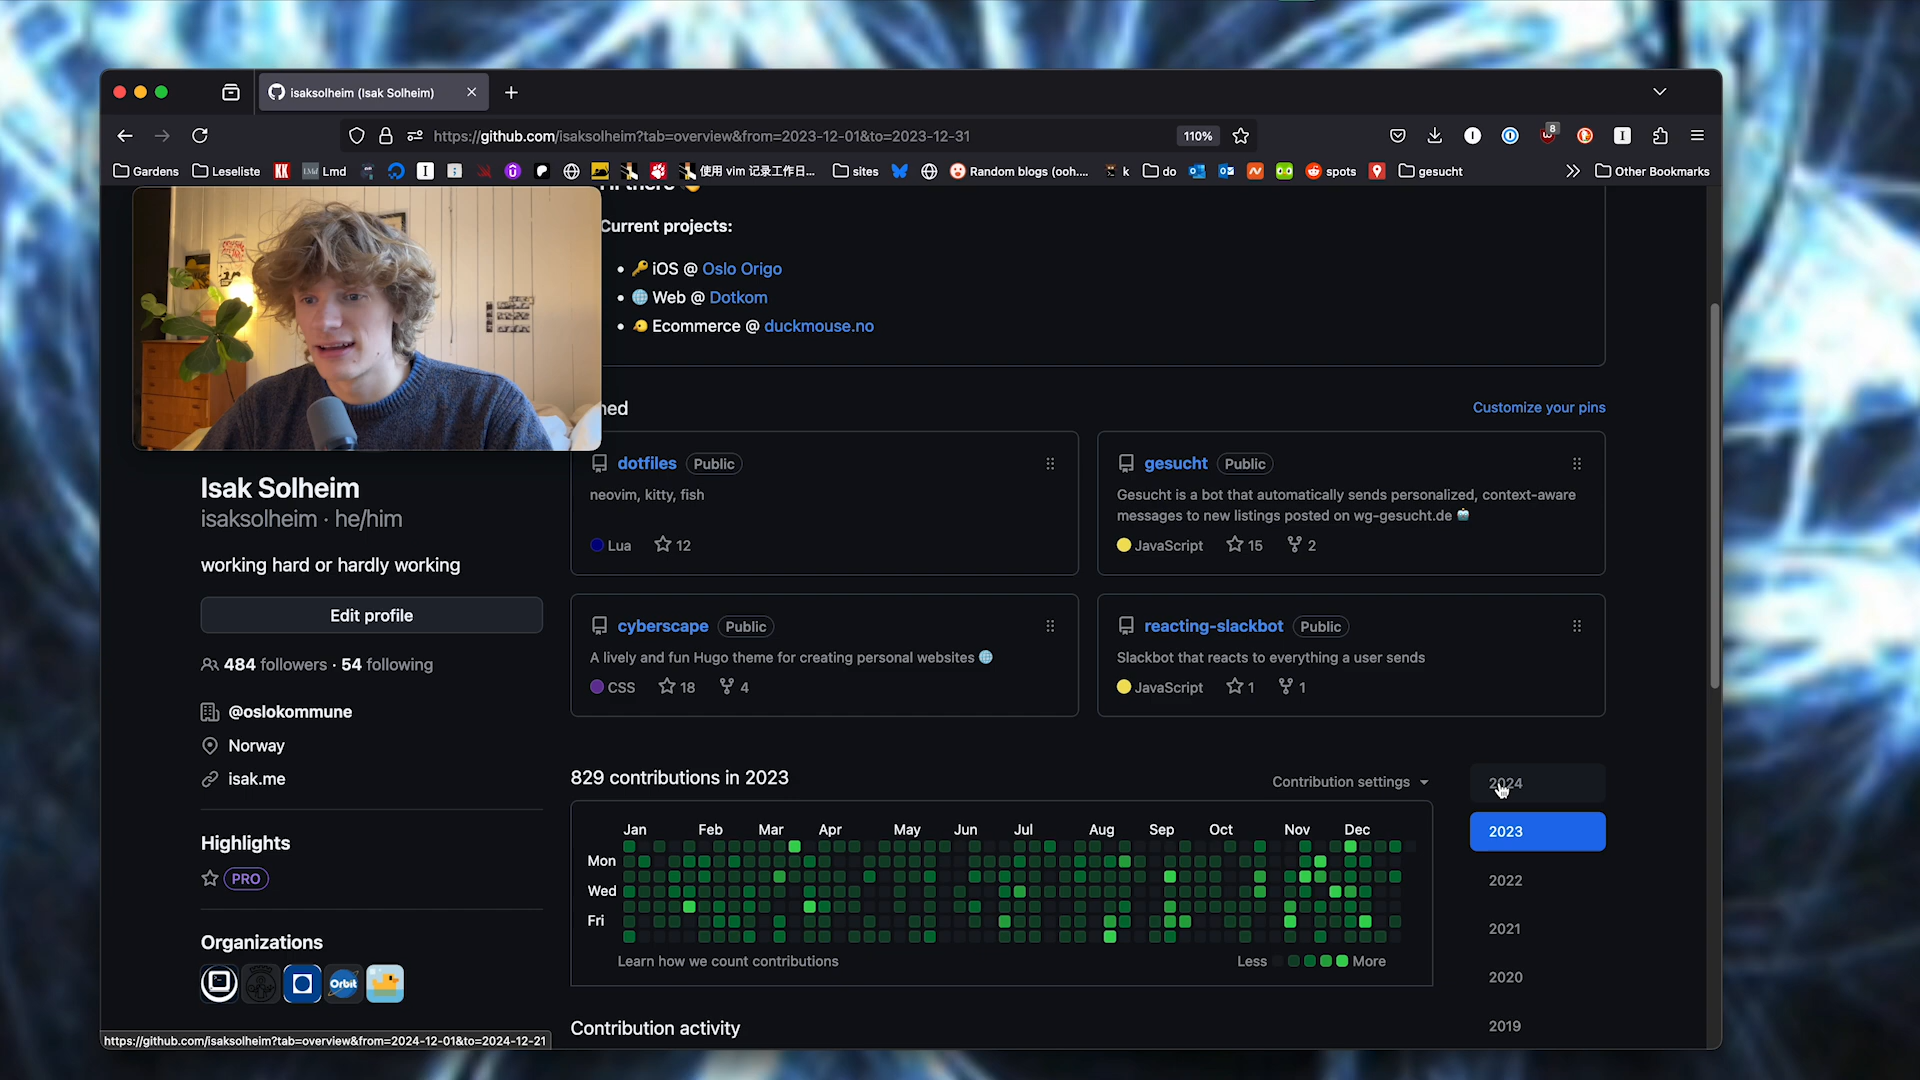 isaksolheim (Isak Solheim)
https://github.com/isaksolheim?tab=overview&from=2023-12-01&to=2023-12-31
110%
8
Gardens
Leseliste
KK
LMd
Lmd
使用 vim 记录工作日...
sites
Random blogs (ooh....
k
do
spots
gesucht
Other Bookmarks
Hi there
Current projects:
iOS @ Oslo Origo
Web @ Dotkom
Ecommerce @ duckmouse.no
ned
Customize your pins
dotfiles Public
neovim, kitty, fish
Lua 12
gesucht Public
Gesucht is a bot that automatically sends personalized, context-aware
messages to new listings posted on wg-gesucht.de
JavaScript 15 2
Isak Solheim
isaksolheim · he/him
working hard or hardly working
Edit profile
484 followers · 54 following
@oslokommune
Norway
isak.me
Highlights
PRO
Organizations
Orbit
cyberscape Public
A lively and fun Hugo theme for creating personal websites
CSS 18 4
reacting-slackbot Public
Slackbot that reacts to everything a user sends
JavaScript 1 1
829 contributions in 2023
Contribution settings
Jan Feb Mar Apr May Jun Jul Aug Sep Oct Nov Dec
Mon
Wed
Fri
Learn how we count contributions
Less More
2024
2023
2022
2021
2020
2019
Contribution activity
https://github.com/isaksolheim?tab=overview&from=2024-12-01&to=2024-12-21